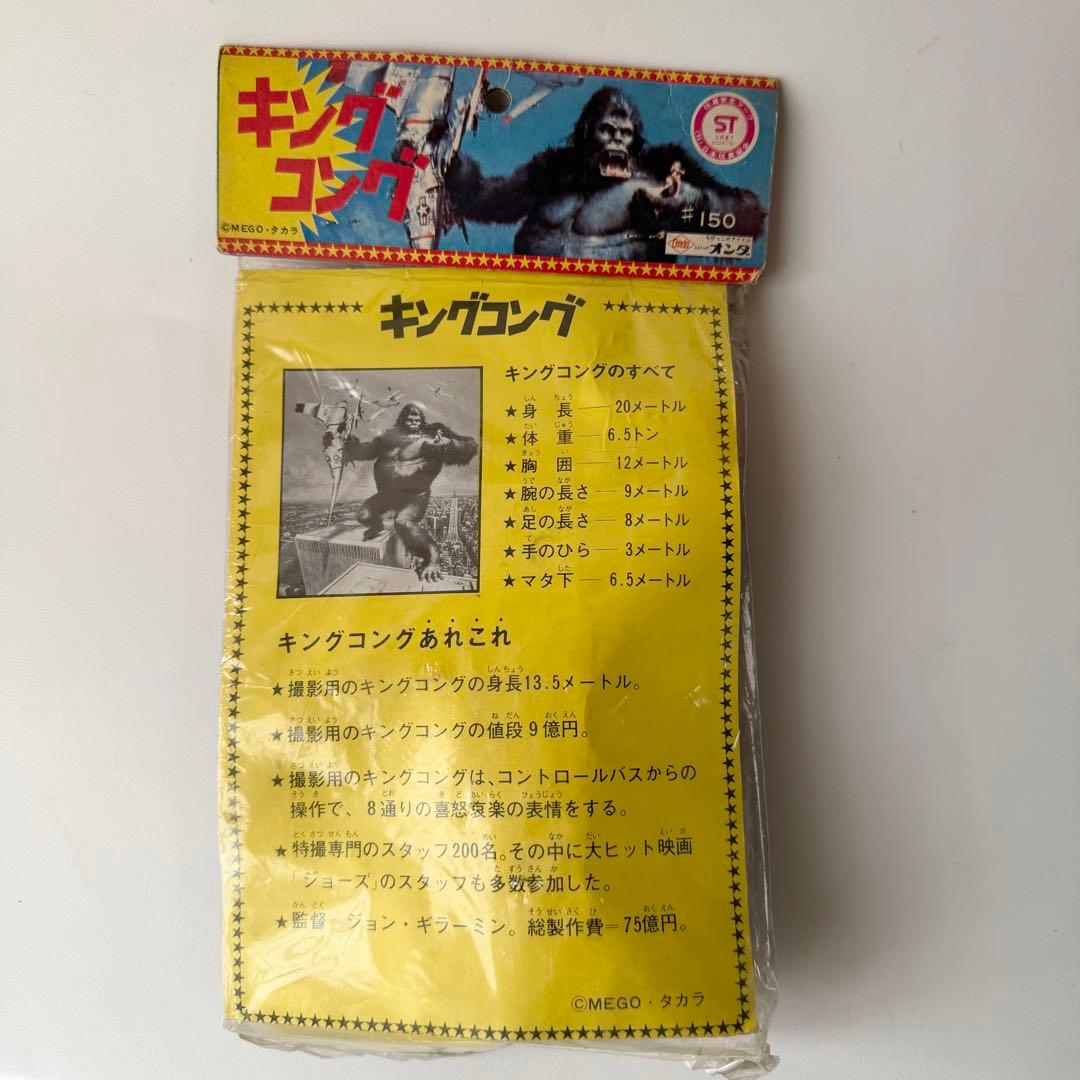 キング
コング
©MEGO・タカラ
ST
#150
ちびっこのアイドル
オンダ
キングコング
キングコングのすべて
★身長—20メートル
★体重—6.5トン
★胸囲—12メートル
★腕の長さ—9メートル
★足の長さ—8メートル
★手のひら—3メートル
★マタ下—6.5メートル
キングコングあれこれ
★撮影用のキングコングの身長13.5メートル。
★撮影用のキングコングの値段9億円。
★撮影用のキングコングは、コントロールバスからの
操作で、8通りの喜怒哀楽の表情をする。
★特撮専門のスタッフ200名。その中に大ヒット映画
「ジョーズ」のスタッフも多数参加した。
★監督=ジョン・ギラーミン。総製作費=75億円。
©MEGO・タカラ